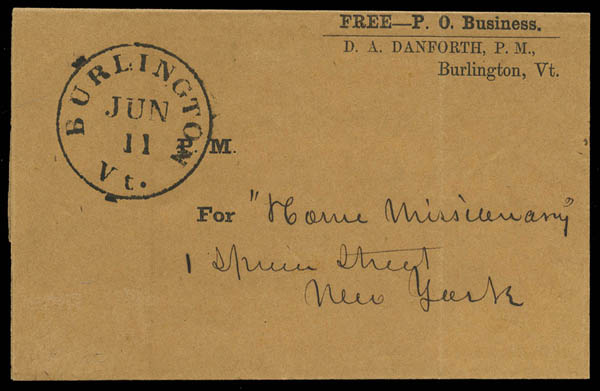 FREE—P. O. Business.
D. A. DANFORTH, P. M.,
Burlington, Vt.
BURLINGTON
JUN
11
Vt.
P. M.
For "Home Missionary"
1 Spruce Street
New York